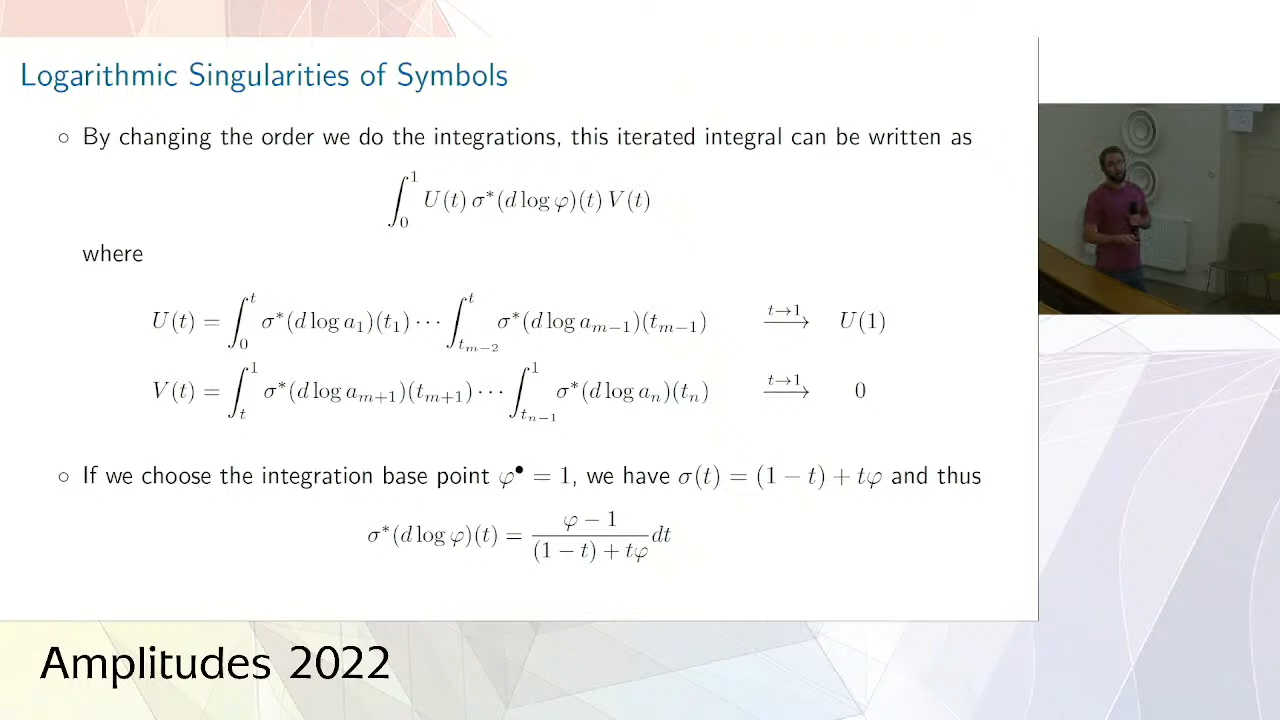 Logarithmic Singularities of Symbols
○ By changing the order we do the integrations, this iterated integral can be written as
∫_0^1 U(t) σ*(d log φ)(t) V(t)
where
U(t) = ∫_0^t σ*(d log a_1)(t_1) ··· ∫_{t_{m−2}}^t σ*(d log a_{m−1})(t_{m−1}) \xrightarrow{t→1} U(1)
V(t) = ∫_t^1 σ*(d log a_{m+1})(t_{m+1}) ··· ∫_{t_{n−1}}^1 σ*(d log a_n)(t_n) \xrightarrow{t→1} 0
○ If we choose the integration base point φ^• = 1, we have σ(t) = (1 − t) + tφ and thus
σ*(d log φ)(t) = \frac{φ − 1}{(1 − t) + tφ} dt
Amplitudes 2022